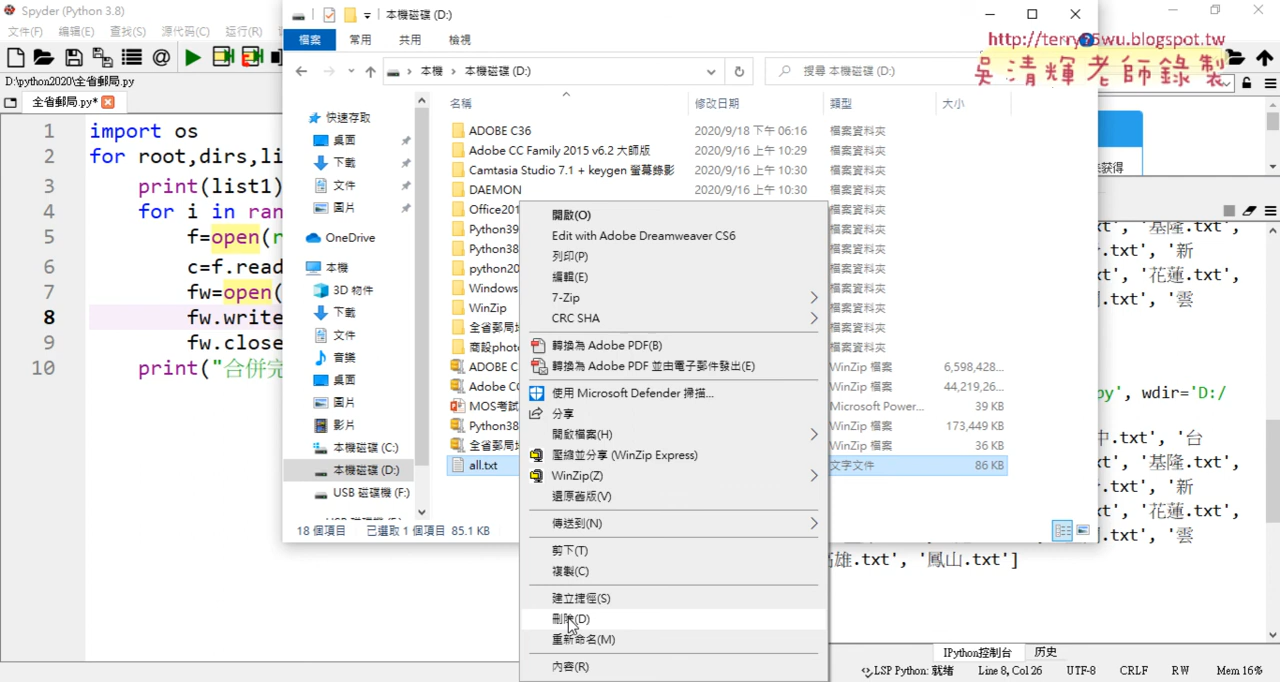 Spyder (Python 3.8)
文件(F) 编辑(E) 查找(S) 源代码(C) 运行(R)
D:\python2020\全省郵局.py
全省郵局.py*
1 import os
2 for root,dirs,li
3 print(list1)
4 for i in ran
5 f=open(r
6 c=f.read
7 fw=open(
8 fw.write
9 fw.close
10 print("合併完
本機磁碟 (D:)
檔案 常用 共用 檢視
本機 › 本機磁碟 (D:)
搜尋 本機磁碟 (D:)
http://terry55wu.blogspot.tw
吳清輝老師錄製
快速存取
桌面
下載
文件
圖片
OneDrive
本機
3D 物件
下載
文件
音樂
桌面
圖片
影片
本機磁碟 (C:)
本機磁碟 (D:)
USB 磁碟機 (F:)
名稱 修改日期 類型 大小
ADOBE C36 2020/9/18 下午 06:16 檔案資料夾
Adobe CC Family 2015 v6.2 大師版 2020/9/16 上午 10:29 檔案資料夾
Camtasia Studio 7.1 + keygen 螢幕錄影 2020/9/16 上午 10:30 檔案資料夾
DAEMON 2020/9/16 上午 10:30 檔案資料夾
Office201 檔案資料夾
Python39 檔案資料夾
Python38 檔案資料夾
python20 檔案資料夾
Windows 檔案資料夾
WinZip 檔案資料夾
全省郵局 檔案資料夾
商設photo 檔案資料夾
ADOBE C WinZip 檔案 6,598,428...
Adobe CC WinZip 檔案 44,219,26...
MOS考試 Microsoft Power... 39 KB
Python38 WinZip 檔案 173,449 KB
全省郵局 WinZip 檔案 36 KB
all.txt 文字文件 86 KB
18 個項目 已選取 1 個項目 85.1 KB
開啟(O)
Edit with Adobe Dreamweaver CS6
列印(P)
編輯(E)
7-Zip
CRC SHA
轉換為 Adobe PDF(B)
轉換為 Adobe PDF 並由電子郵件發出(E)
使用 Microsoft Defender 掃描...
分享
開啟檔案(H)
壓縮並分享 (WinZip Express)
WinZip(Z)
還原舊版(V)
傳送到(N)
剪下(T)
複製(C)
建立捷徑(S)
刪除(D)
重新命名(M)
內容(R)
来获得
xt', '基隆.txt',
.txt', '新
xt', '花蓮.txt',
.txt', '雲
py', wdir='D:/
中.txt', '台
xt', '基隆.txt',
.txt', '新
xt', '花蓮.txt',
.txt', '雲
高雄.txt', '鳳山.txt']
IPython控制台 历史
LSP Python: 就绪 Line 8, Col 26 UTF-8 CRLF RW Mem 16%